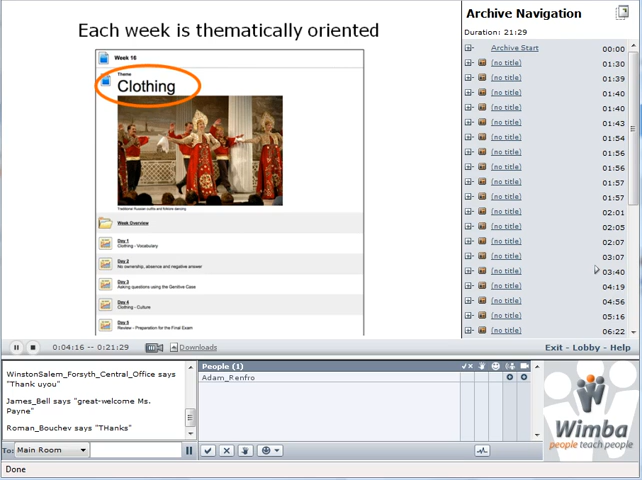 Each week is thematically oriented
Week 16
Theme
Clothing
Traditional Russian outfits and folklore dancing
Week Overview
Day 1
Clothing - Vocabulary
Day 2
No ownership, absence and negative answer
Day 3
Asking questions using the Genitive Case
Day 4
Clothing - Culture
Day 5
Review - Preparation for the Final Exam
Archive Navigation
Duration: 21:29
Archive Start 00:00
(no title) 01:30
(no title) 01:39
(no title) 01:40
(no title) 01:40
(no title) 01:43
(no title) 01:54
(no title) 01:56
(no title) 01:56
(no title) 01:57
(no title) 01:57
(no title) 02:01
(no title) 02:05
(no title) 02:07
(no title) 03:07
(no title) 03:40
(no title) 04:19
(no title) 04:56
(no title) 05:16
(no title) 06:22
0:04:16 -- 0:21:29
Downloads
Exit - Lobby - Help
WinstonSalem_Forsyth_Central_Office says
"Thank uyou"
James_Bell says "great-welcome Ms.
Payne"
Roman_Bouchev says "THanks"
To: Main Room
People (1)
Adam_Renfro
Wimba
people teach people
Done